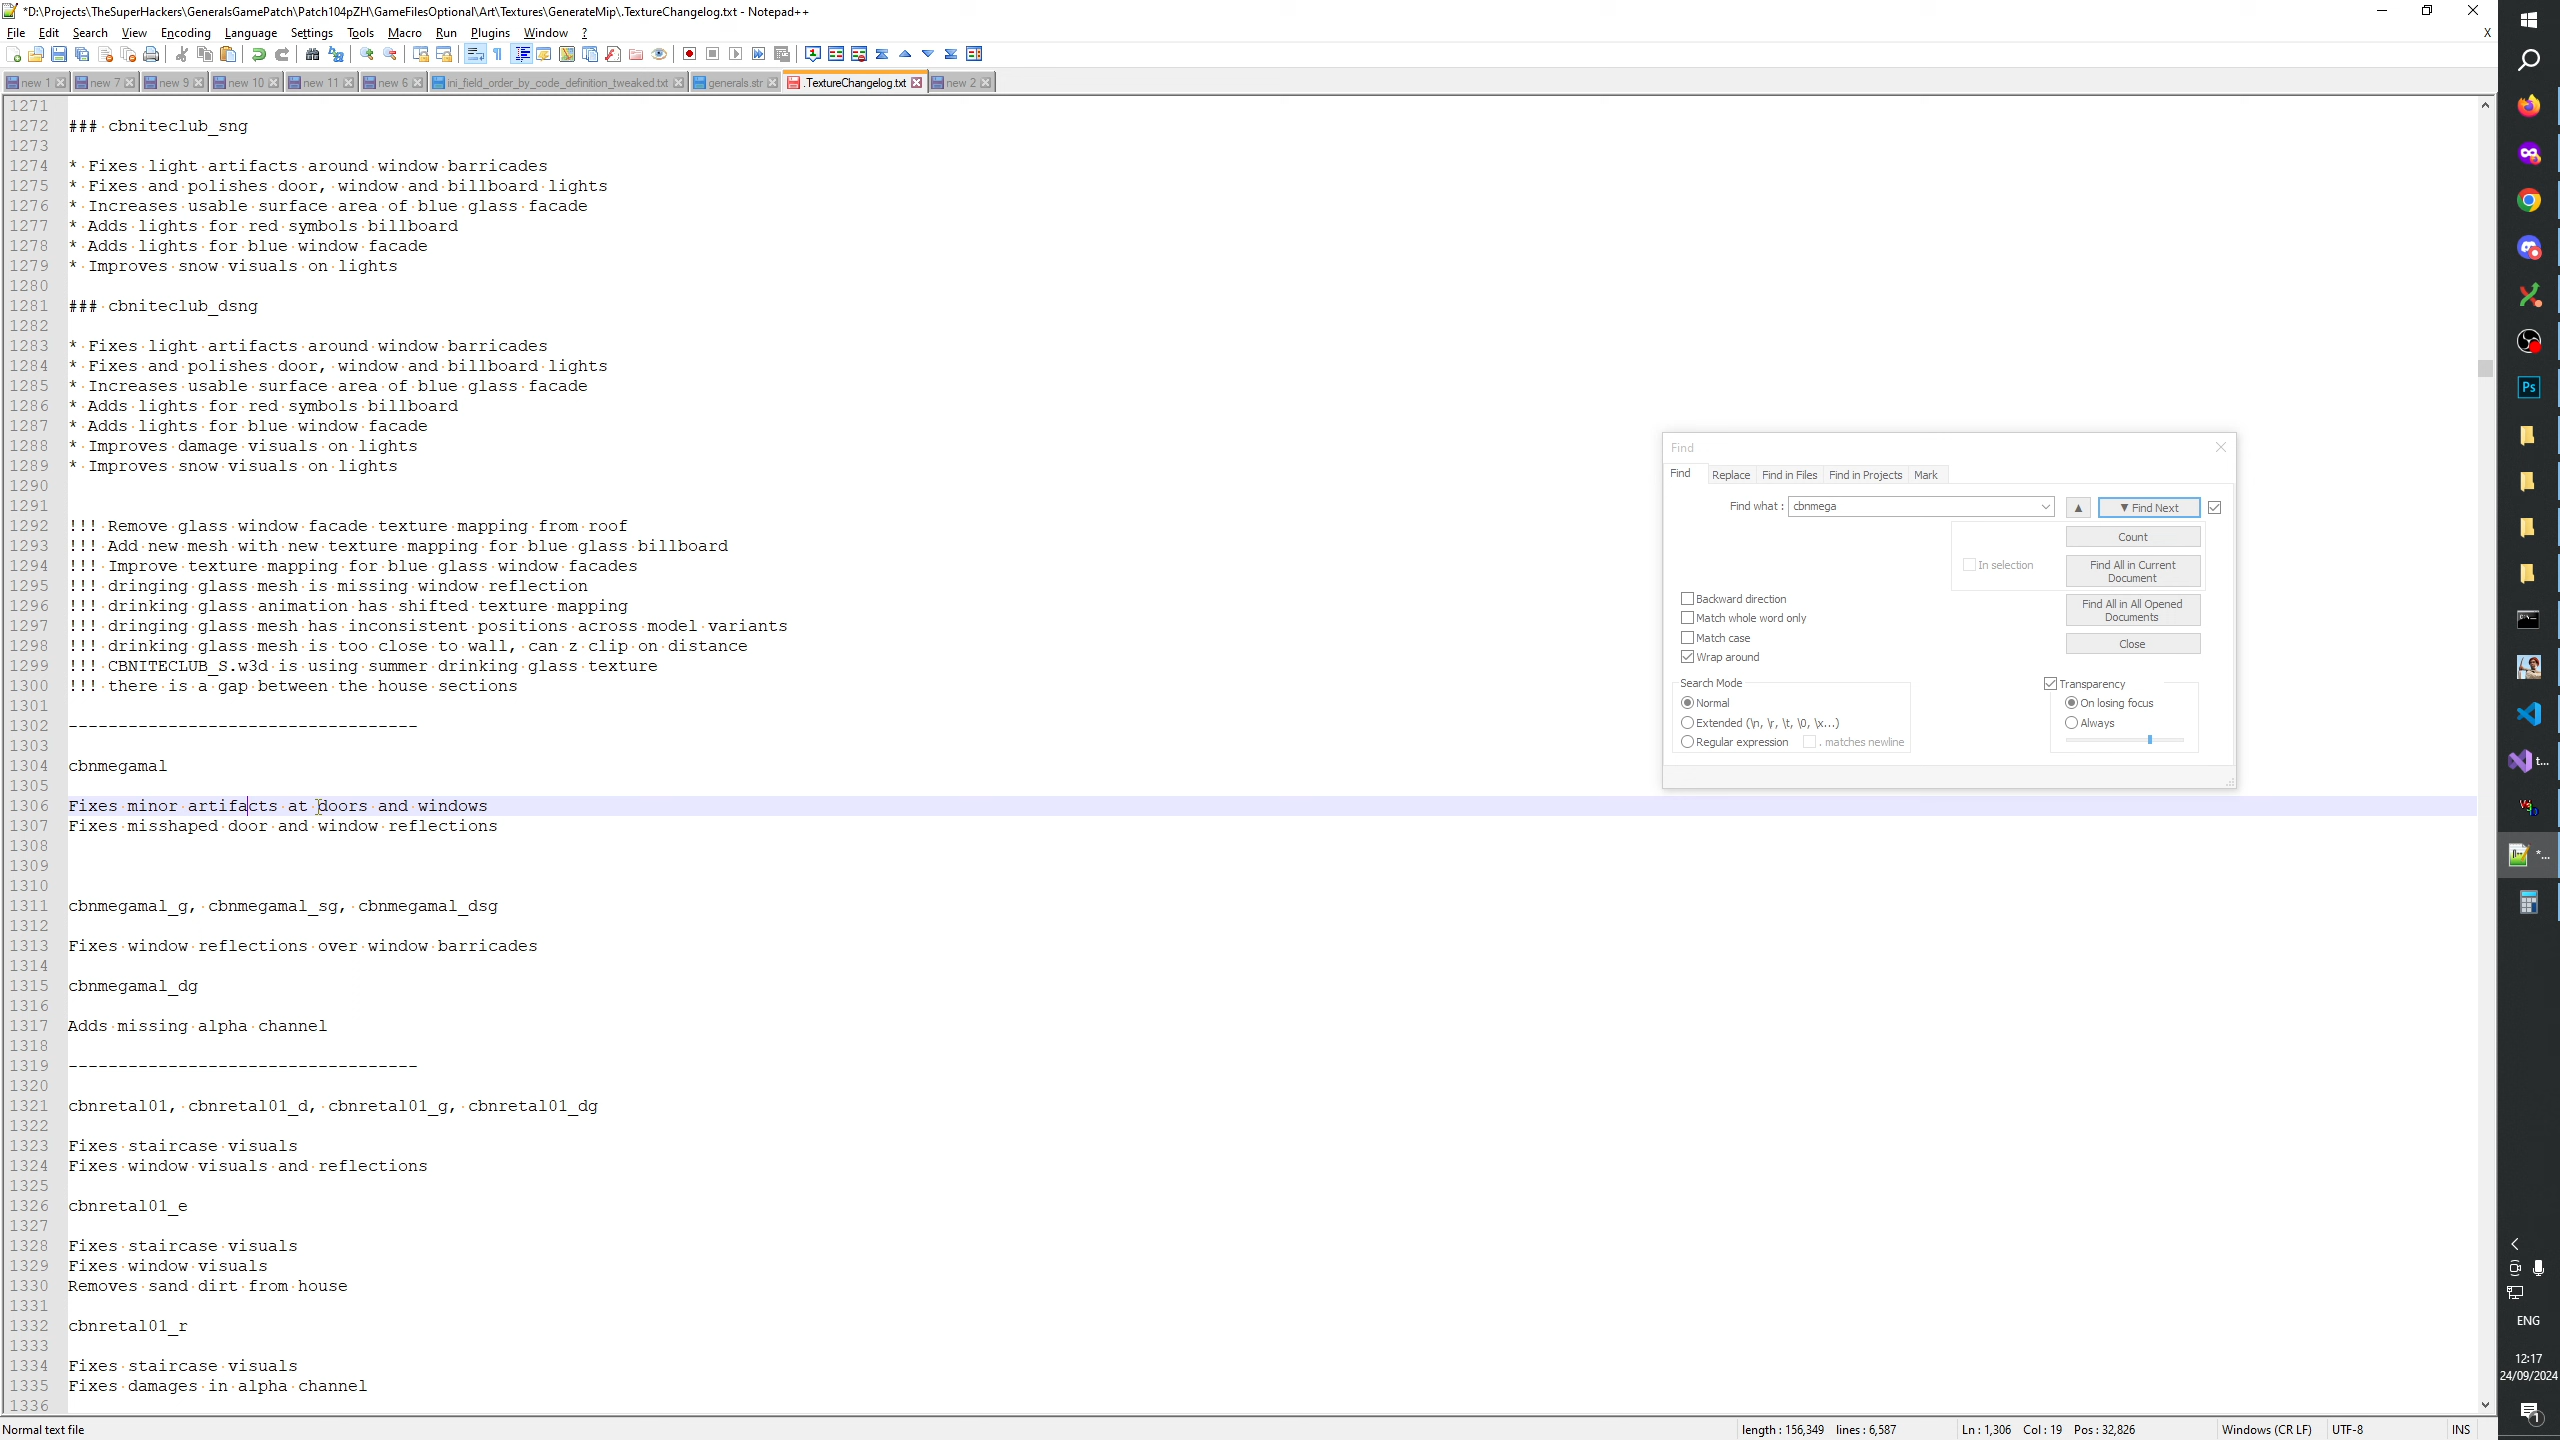 *D:\Projects\TheSuperHackers\GeneralsGamePatch\Patch104pZH\GameFilesOptional\Art\Textures\GenerateMip\.TextureChangelog.txt - Notepad++
File Edit Search View Encoding Language Settings Tools Macro Run Plugins Window ? X
new 1 new 7 new 9 new 10 new 11 new 6 ini_field_order_by_code_definition_tweaked.txt generals.str .TextureChangelog.txt new 2
1271
1272 ### cbniteclub_sng
1273
1274 * Fixes light artifacts around window barricades
1275 * Fixes and polishes door, window and billboard lights
1276 * Increases usable surface area of blue glass facade
1277 * Adds lights for red symbols billboard
1278 * Adds lights for blue window facade
1279 * Improves snow visuals on lights
1280
1281 ### cbniteclub_dsng
1282
1283 * Fixes light artifacts around window barricades
1284 * Fixes and polishes door, window and billboard lights
1285 * Increases usable surface area of blue glass facade
1286 * Adds lights for red symbols billboard
1287 * Adds lights for blue window facade
1288 * Improves damage visuals on lights
1289 * Improves snow visuals on lights
1290
1291
1292 !!! Remove glass window facade texture mapping from roof
1293 !!! Add new mesh with new texture mapping for blue glass billboard
1294 !!! Improve texture mapping for blue glass window facades
1295 !!! dringing glass mesh is missing window reflection
1296 !!! drinking glass animation has shifted texture mapping
1297 !!! dringing glass mesh has inconsistent positions across model variants
1298 !!! drinking glass mesh is too close to wall, can z clip on distance
1299 !!! CBNITECLUB_S.w3d is using summer drinking glass texture
1300 !!! there is a gap between the house sections
1301
1302 -----------------------------------
1303
1304 cbnmegamal
1305
1306 Fixes minor artifacts at doors and windows
1307 Fixes misshaped door and window reflections
1308
1309
1310
1311 cbnmegamal_g, cbnmegamal_sg, cbnmegamal_dsg
1312
1313 Fixes window reflections over window barricades
1314
1315 cbnmegamal_dg
1316
1317 Adds missing alpha channel
1318
1319 -----------------------------------
1320
1321 cbnretal01, cbnretal01_d, cbnretal01_g, cbnretal01_dg
1322
1323 Fixes staircase visuals
1324 Fixes window visuals and reflections
1325
1326 cbnretal01_e
1327
1328 Fixes staircase visuals
1329 Fixes window visuals
1330 Removes sand dirt from house
1331
1332 cbnretal01_r
1333
1334 Fixes staircase visuals
1335 Fixes damages in alpha channel
1336
Find
Find Replace Find in Files Find in Projects Mark
Find what : cbnmega ▲ ▼ Find Next
Count
In selection
Find All in Current Document
Backward direction
Find All in All Opened Documents
Match whole word only
Match case
Close
Wrap around
Search Mode
Normal
Extended (\n, \r, \t, \0, \x...)
Regular expression . matches newline
Transparency
On losing focus
Always
Ps
t...
*...
ENG
12:17
24/09/2024
1
Normal text file length : 156,349 lines : 6,587 Ln : 1,306 Col : 19 Pos : 32,826 Windows (CR LF) UTF-8 INS